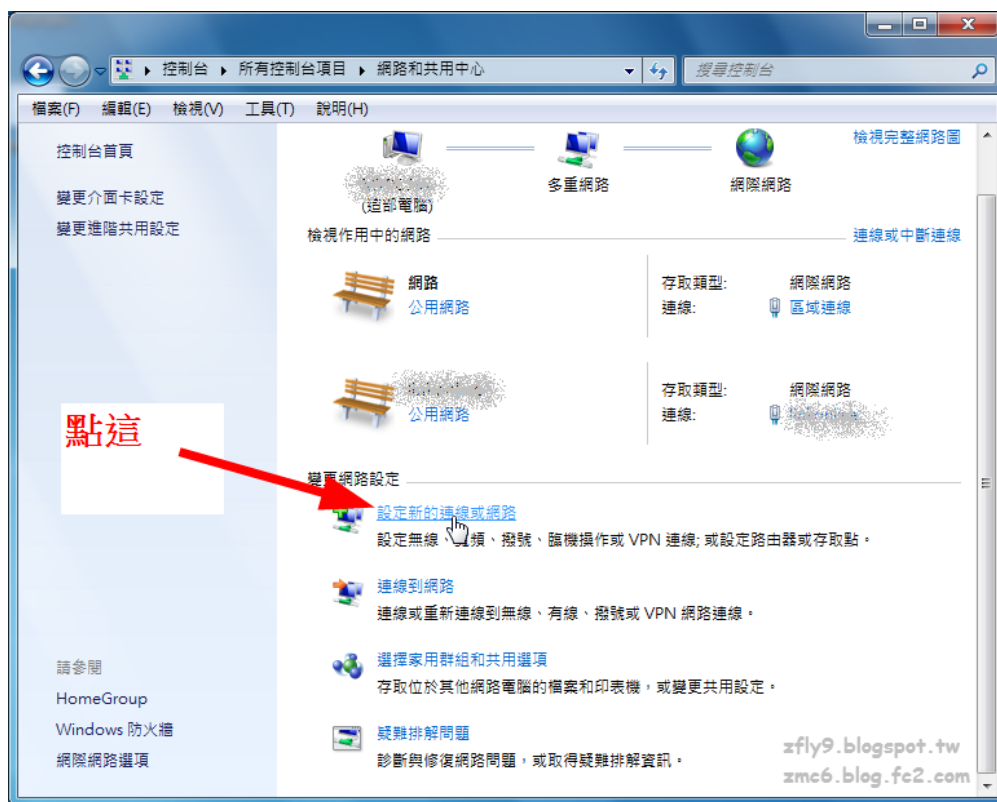 控制台 ▸ 所有控制台項目 ▸ 網路和共用中心
搜尋控制台
檔案(F) 編輯(E) 檢視(V) 工具(T) 說明(H)
控制台首頁
變更介面卡設定
變更進階共用設定
檢視完整網路圖
(這部電腦)
多重網路
網際網路
檢視作用中的網路
連線或中斷連線
網路
公用網路
存取類型: 網際網路
連線: 區域連線
公用網路
存取類型: 網際網路
連線:
點這
變更網路設定
設定新的連線或網路
設定無線、寬頻、撥號、臨機操作或 VPN 連線; 或設定路由器或存取點。
連線到網路
連線或重新連線到無線、有線、撥號或 VPN 網路連線。
選擇家用群組和共用選項
存取位於其他網路電腦的檔案和印表機，或變更共用設定。
疑難排解問題
診斷與修復網路問題，或取得疑難排解資訊。
請參閱
HomeGroup
Windows 防火牆
網際網路選項
zfly9.blogspot.tw
zmc6.blog.fc2.com